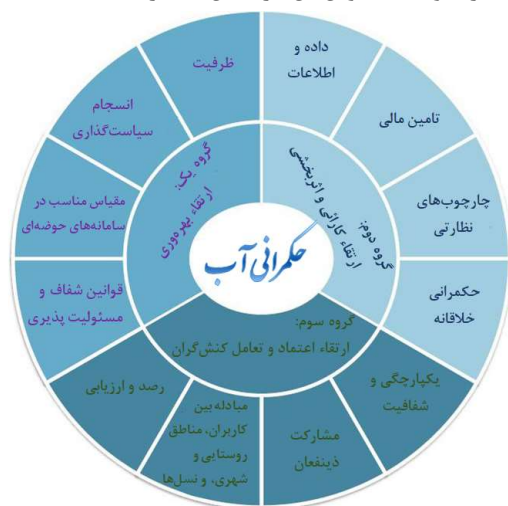 داده و
اطلاعات
تامین مالی
چارچوب‌های
نظارتی
حکمرانی
خلاقانه
یکپارچگی و
شفافیت
مشارکت
ذینفعان
مبادله بین
کاربران، مناطق
روستایی و
شهری، و نسل‌ها
رصد و ارزیابی
قوانین شفاف و
مسئولیت پذیری
مقیاس مناسب در
سامانه‌های حوضه‌ای
انسجام
سیاست‌گذاری
ظرفیت
گروه یک:
ارتقاء بهره‌وری
گروه دوم:
ارتقاء کارائی و اثربخشی
گروه سوم:
ارتقاء اعتماد و تعامل کنش‌گران
حکمرانی آب